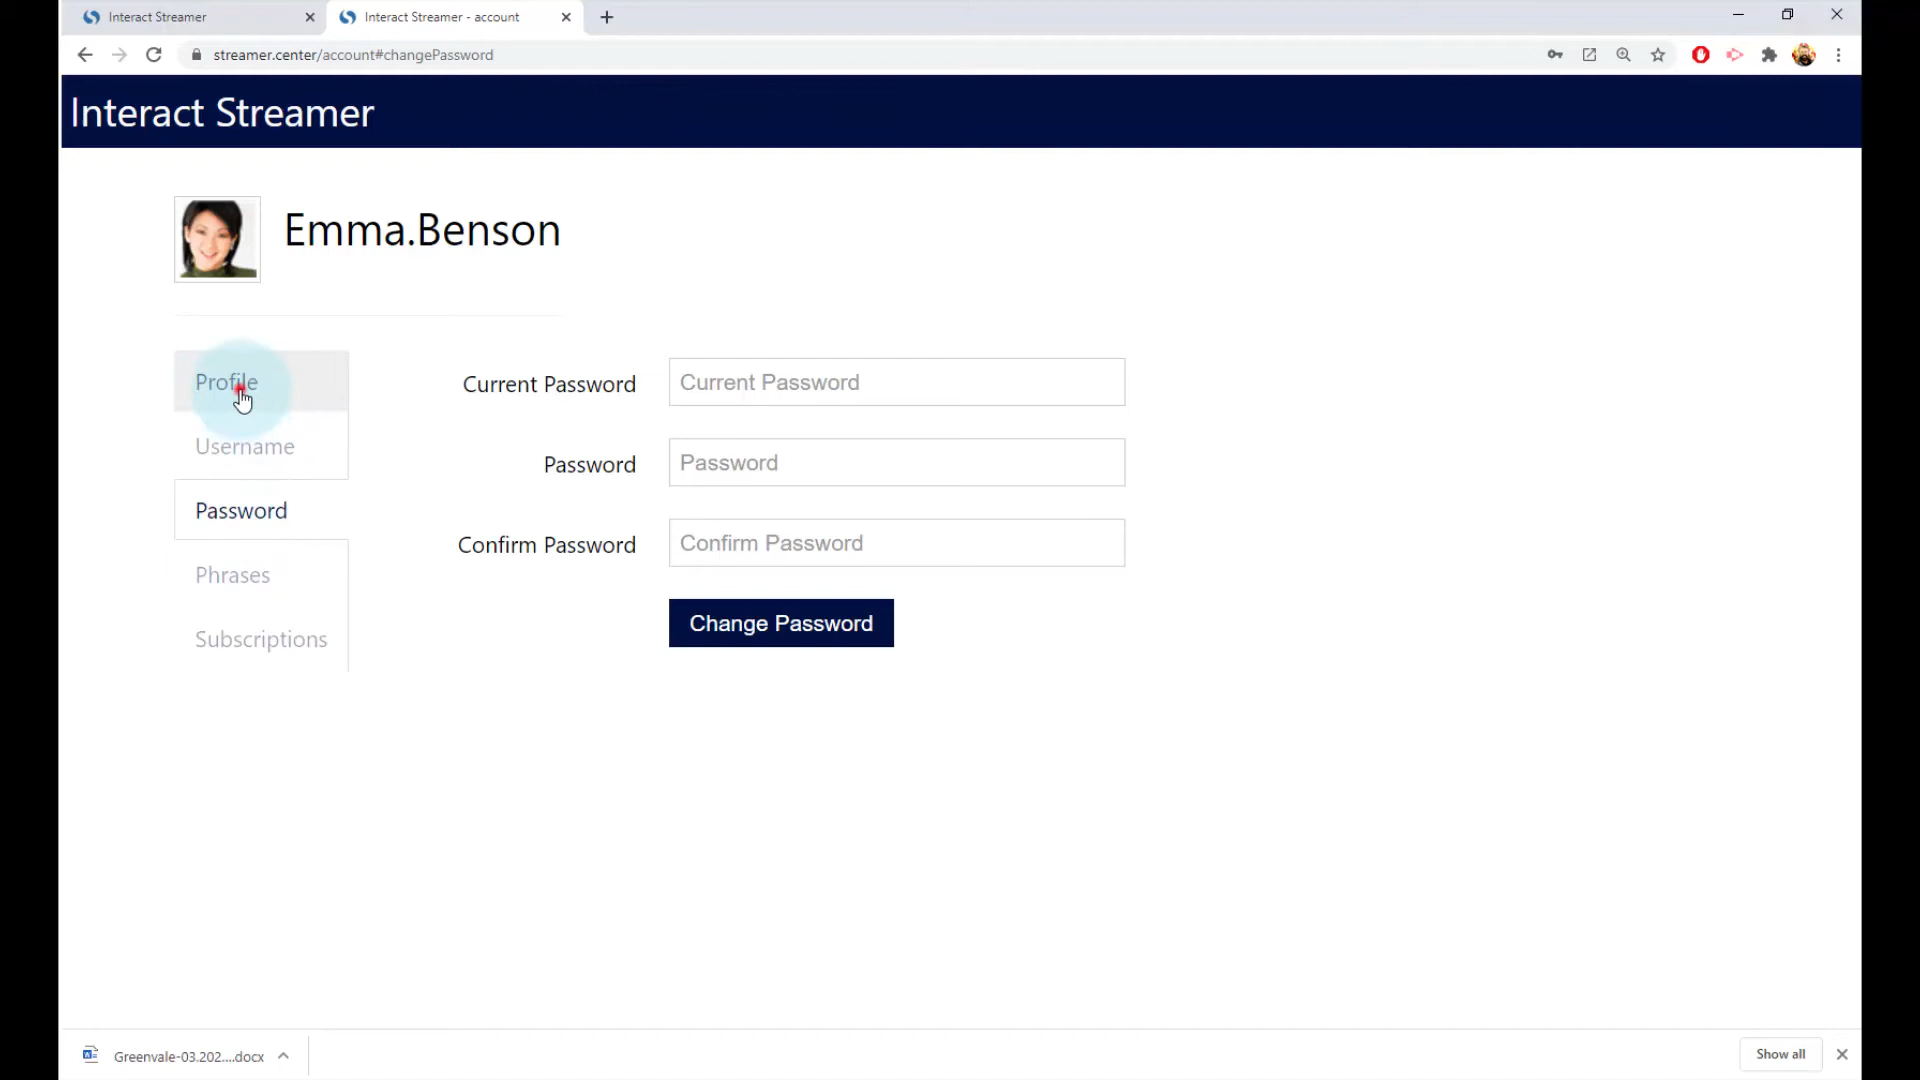 Interact Streamer
Interact Streamer - account
streamer.center/account#changePassword
Interact Streamer
Emma.Benson
Profile
Username
Password
Phrases
Subscriptions
Current Password
Current Password
Password
Password
Confirm Password
Confirm Password
Change Password
Greenvale-03.202....docx
Show all